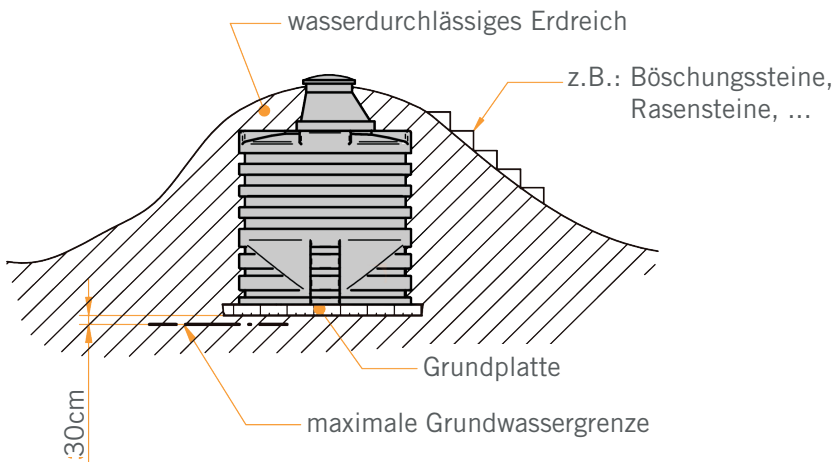 wasserdurchlässiges Erdreich
z.B.: Böschungssteine,
Rasensteine, ...
Grundplatte
maximale Grundwassergrenze
30cm